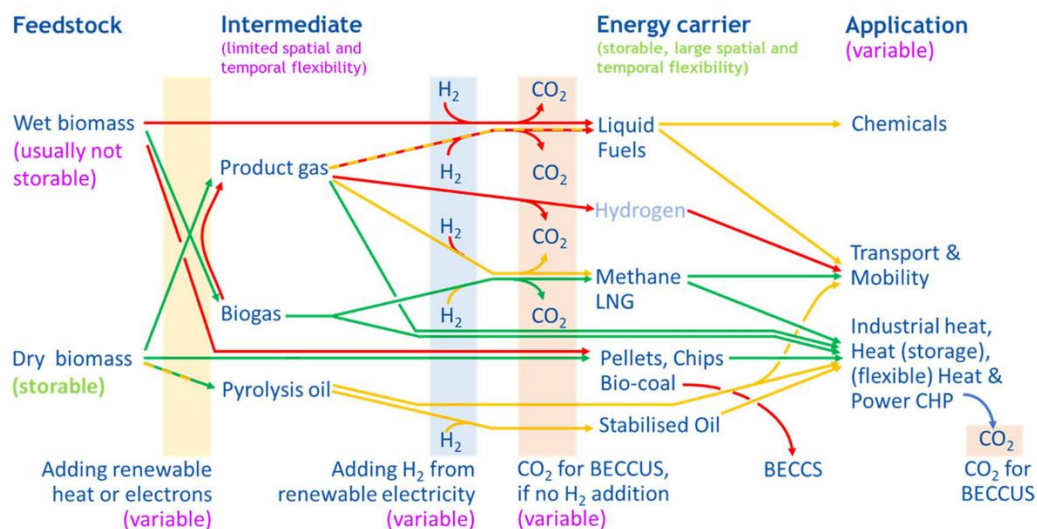 Feedstock
Intermediate
(limited spatial and
temporal flexibility)
Energy carrier
(storable, large spatial and
temporal flexibility)
Application
(variable)
H₂
CO₂
Wet biomass
(usually not
storable)
Liquid
Fuels
Chemicals
Product gas
H₂
CO₂
Hydrogen
H₂
CO₂
Transport &
Mobility
Methane
LNG
Biogas
H₂
CO₂
Industrial heat,
Heat (storage),
(flexible) Heat &
Power CHP
Dry biomass
(storable)
Pellets, Chips
Bio-coal
Pyrolysis oil
Stabilised Oil
H₂
CO₂
Adding renewable
heat or electrons
(variable)
Adding H₂ from
renewable electricity
(variable)
CO₂ for BECCUS,
if no H₂ addition
(variable)
BECCS
CO₂ for
BECCUS